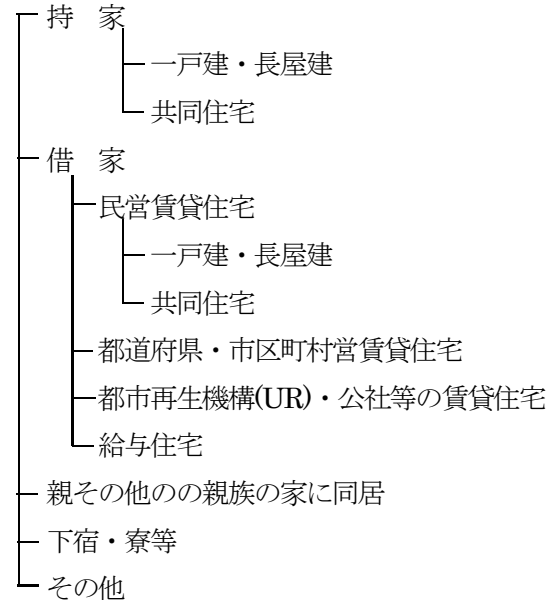 持　家
一戸建・長屋建
共同住宅
借　家
民営賃貸住宅
一戸建・長屋建
共同住宅
都道府県・市区町村営賃貸住宅
都市再生機構(UR)・公社等の賃貸住宅
給与住宅
親その他のの親族の家に同居
下宿・寮等
その他